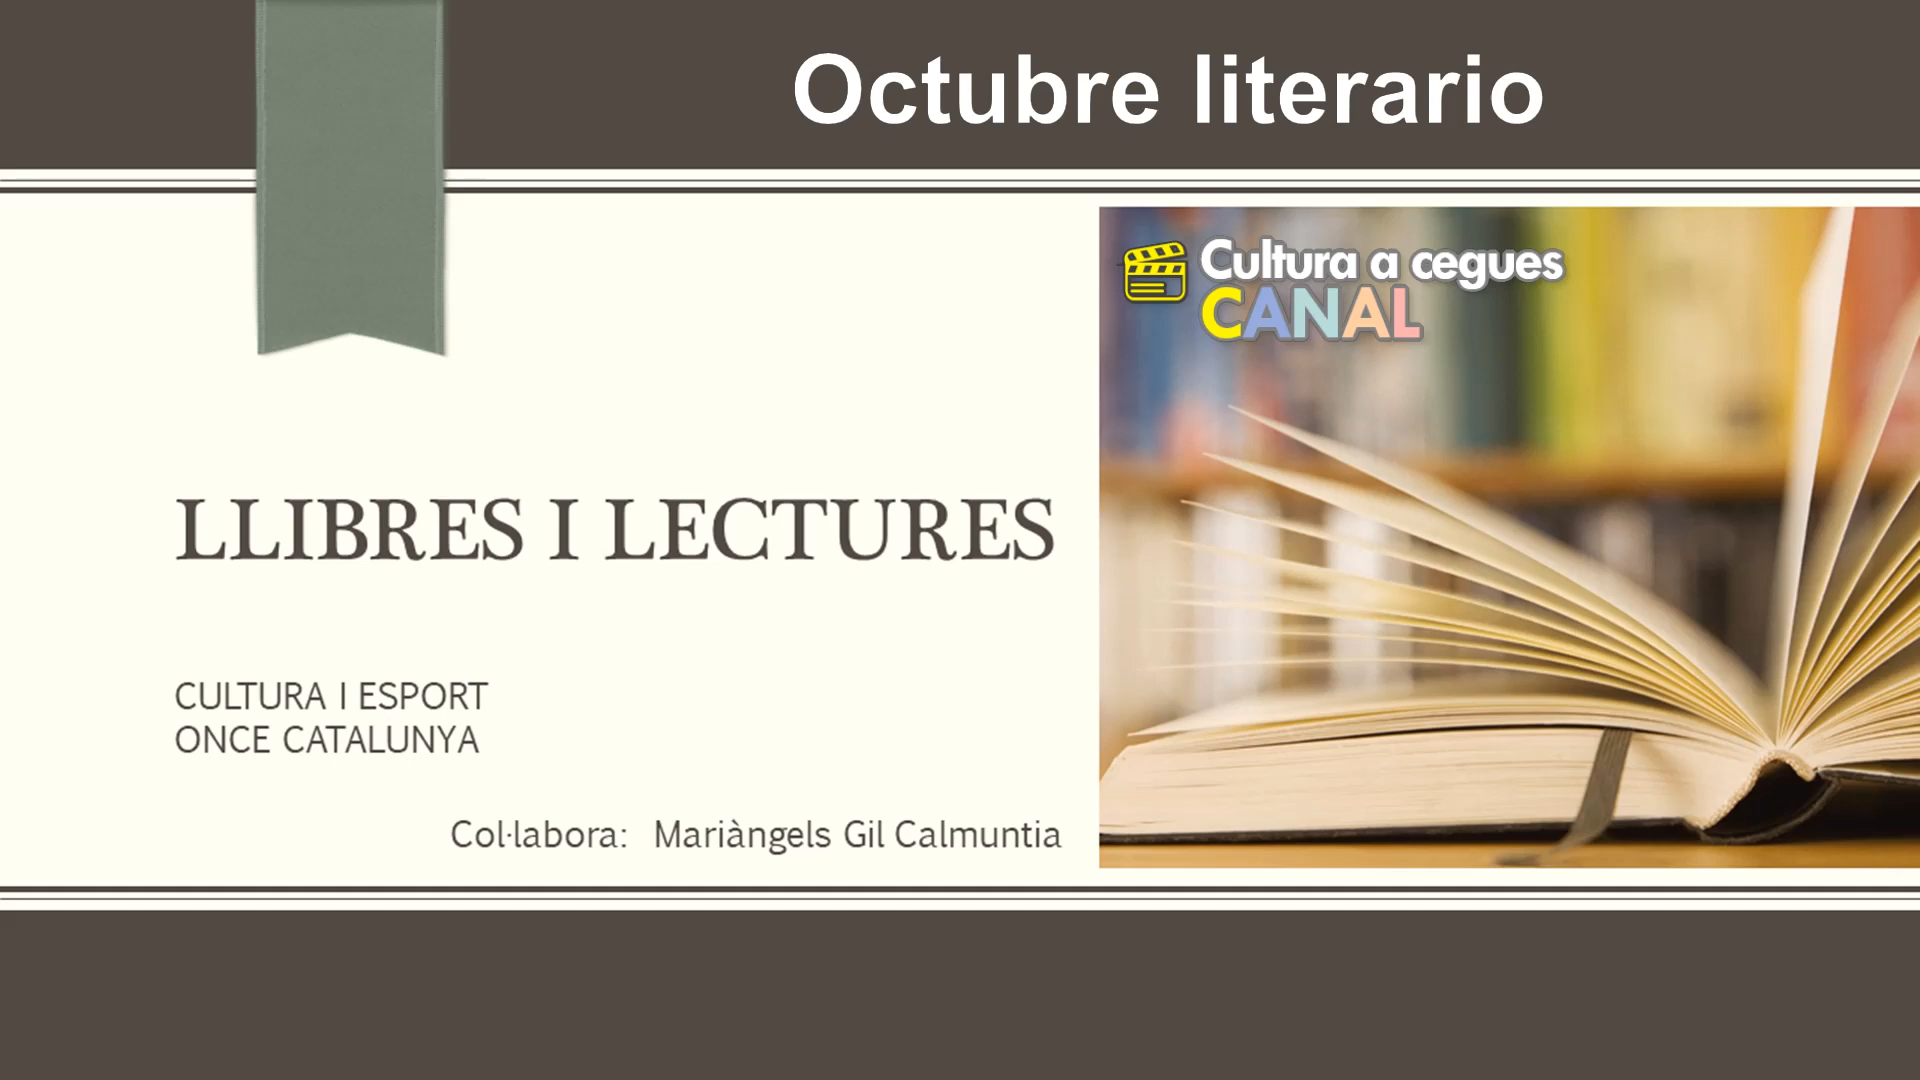 Octubre literario
Cultura a cegues
CANAL
LLIBRES I LECTURES
CULTURA I ESPORT
ONCE CATALUNYA
Col·labora: Mariàngels Gil Calmuntia